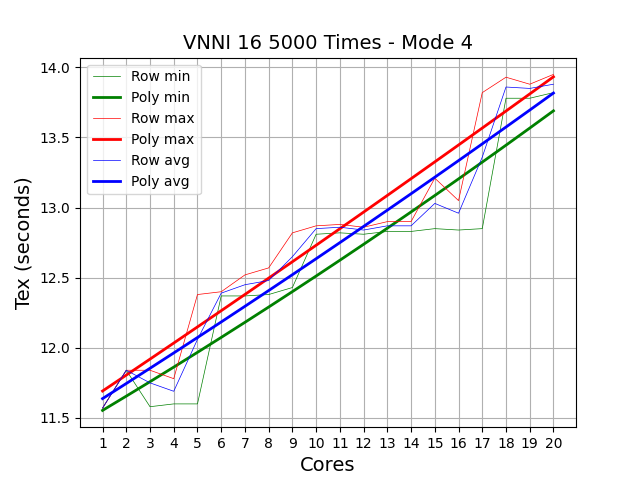 VNNI 16 5000 Times - Mode 4
Row min
Poly min
Row max
Poly max
Row avg
Poly avg
14.0
13.5
13.0
12.5
12.0
11.5
Tex (seconds)
1 2 3 4 5 6 7 8 9 10 11 12 13 14 15 16 17 18 19 20
Cores